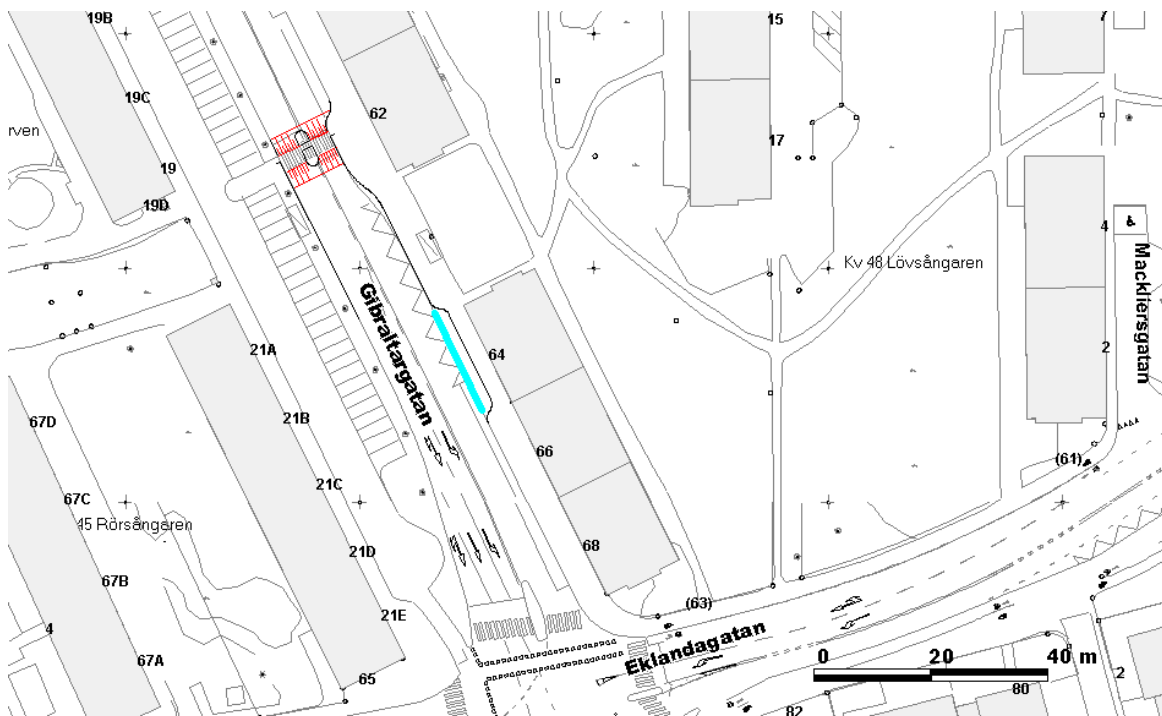 19B
15
7
19C
62
rven
17
19
19D
4
Kv 48 Lövsångaren
Mackliersgatan
Gibraltargatan
21A
64
2
67D
21B
66
(61)
21C
67C
45 Rörsångaren
68
21D
67B
(63)
21E
4
Eklandagatan
67A
0 20 40 m
65
80
2
82